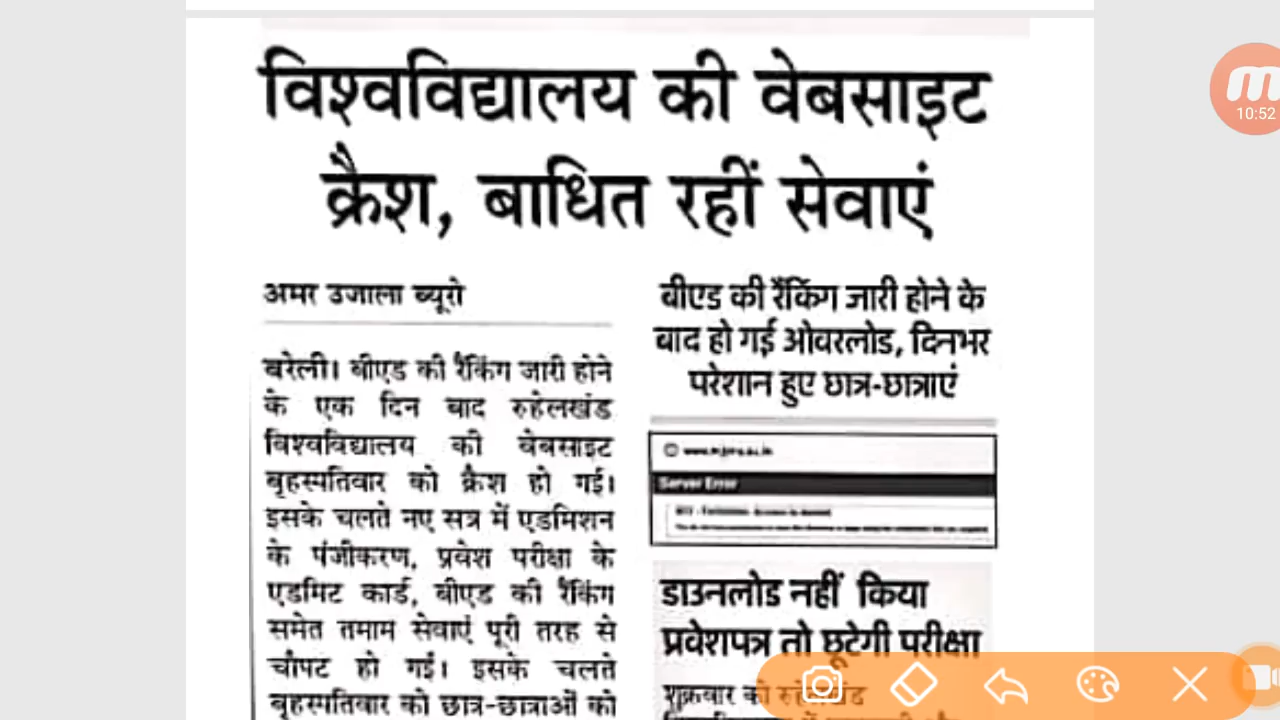 विश्वविद्यालय की वेबसाइट
क्रैश, बाधित रहीं सेवाएं
अमर उजाला ब्यूरो
बरेली। बीएड की रैंकिंग जारी होने
के एक दिन बाद रुहेलखंड
विश्वविद्यालय की वेबसाइट
बृहस्पतिवार को क्रैश हो गई।
इसके चलते नए सत्र में एडमिशन
के पंजीकरण, प्रवेश परीक्षा के
एडमिट कार्ड, बीएड की रैंकिंग
समेत तमाम सेवाएं पूरी तरह से
चौपट हो गईं। इसके चलते
बृहस्पतिवार को छात्र-छात्राओं को
बीएड की रैंकिंग जारी होने के
बाद हो गई ओवरलोड, दिनभर
परेशान हुए छात्र-छात्राएं
Server Error
डाउनलोड नहीं किया
प्रवेशपत्र तो छूटेगी परीक्षा
शुक्रवार को रुहेलखंड
10:52